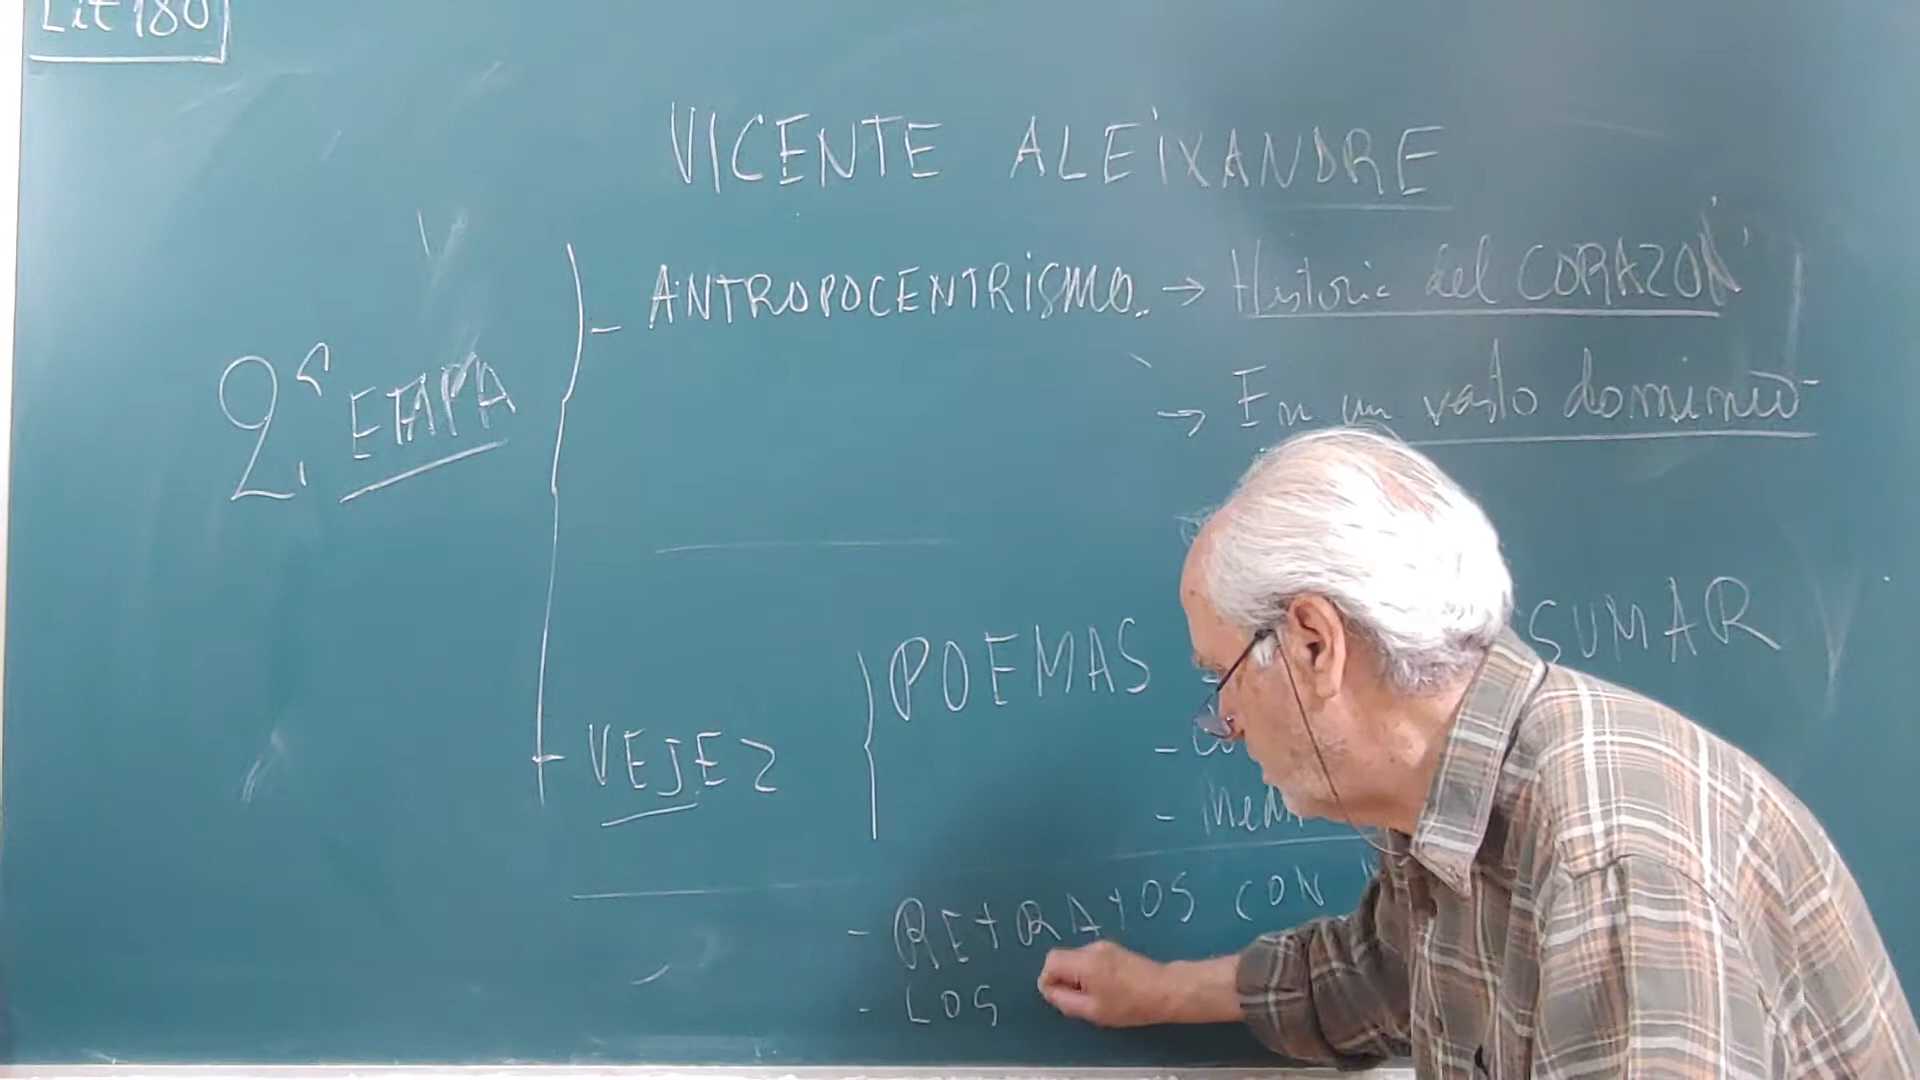 Lit 180
VICENTE ALEIXANDRE
2.ª ETAPA
- ANTROPOCENTRISMO. → Historia del CORAZÓN
→ En un vasto dominio
- VEJEZ
POEMAS SUMAR
- RETRATOS CON
- LOS